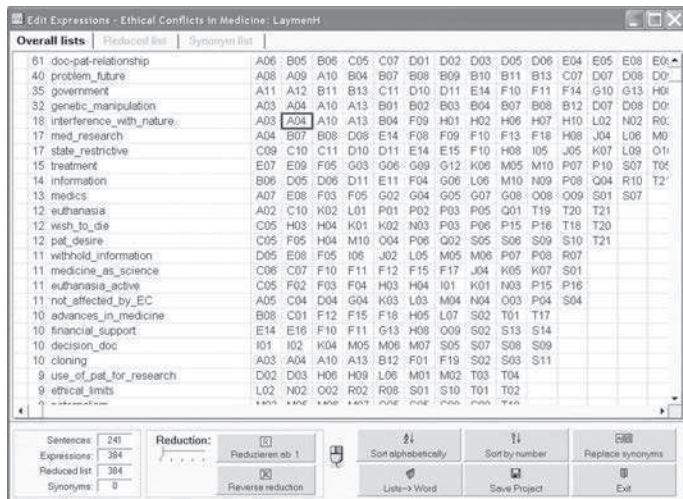 Edit Expressions - Ethical Conflicts in Medicine: LaymenH
Overall lists Reduced list Synonym list
61 doc-pat-relationship A06 B05 B06 C05 C07 D01 D02 D03 D05 D06 E04 E05 E08
40 problem_future A08 A09 A10 B04 B07 B08 B09 B10 B11 B13 C07 D07 D08
35 government A11 A12 B11 B13 C11 D10 D11 E14 F10 F11 F14 G10 G13
32 genetic_manipulation A03 A04 A10 A13 B01 B02 B03 B04 B07 B08 B12 D07 D08
18 interference_with_nature A03 A04 A10 A13 B04 F09 H01 H02 H06 H07 H10 L02 N02
17 med_research A04 B07 B08 D08 E14 F08 F09 F10 F13 F18 H08 J04 L06
17 state_restrictive C09 C10 C11 D10 D11 E14 E15 F10 H08 I05 J05 K07 L09
15 treatment E07 E09 F05 G03 G06 G09 G12 K06 M05 M10 P07 P10 S07
14 information B06 D05 D06 D11 E11 F04 G06 L06 M10 N09 P08 Q04 R10
13 medics A07 E08 F03 F05 G02 G04 G05 G07 G08 O08 O09 S01 S07
12 euthanasia A02 C10 K02 L01 P01 P02 P03 P05 Q01 T19 T20 T21
12 wish_to_die C05 H03 H04 K01 K02 N03 P03 P06 P15 P16 T18 T20
12 pat_desire C05 F05 H04 M10 O04 P06 Q02 S05 S06 S09 S10 T21
11 withhold_information D05 E08 F05 I06 J02 L05 M05 M06 P07 P08 R07
11 medicine_as_science C06 C07 F10 F11 F12 F15 F17 J04 K05 K07 S01
11 euthanasia_active C05 F02 F03 F04 H03 H04 I01 K01 N03 P15 P16
11 not_affected_by_EC A05 C04 D04 G04 K03 L03 M04 N04 O03 P04 S04
10 advances_in_medicine B08 C01 F12 F15 F18 H05 L07 S02 T01 T17
10 financial_support E14 E16 F10 F11 G13 H08 O09 S02 S13 S14
10 decision_doc I01 I02 K04 M05 M06 M07 S05 S07 S08 S09
10 cloning A03 A04 A10 A13 B12 F01 F19 S02 S03 S11
9 use_of_pat_for_research D02 D03 H06 H09 L06 M01 M02 T03 T04
9 ethical_limits L02 N02 O02 R02 R08 S01 S10 T01 T02
Sentences: 241
Expressions: 384
Reduced list: 384
Synonyms: 0
Reduction:
Reduzieren ab 1
Reverse reduction
Sort alphabetically Sort by number Replace synonyms
Lists-> Word Save Project Exit